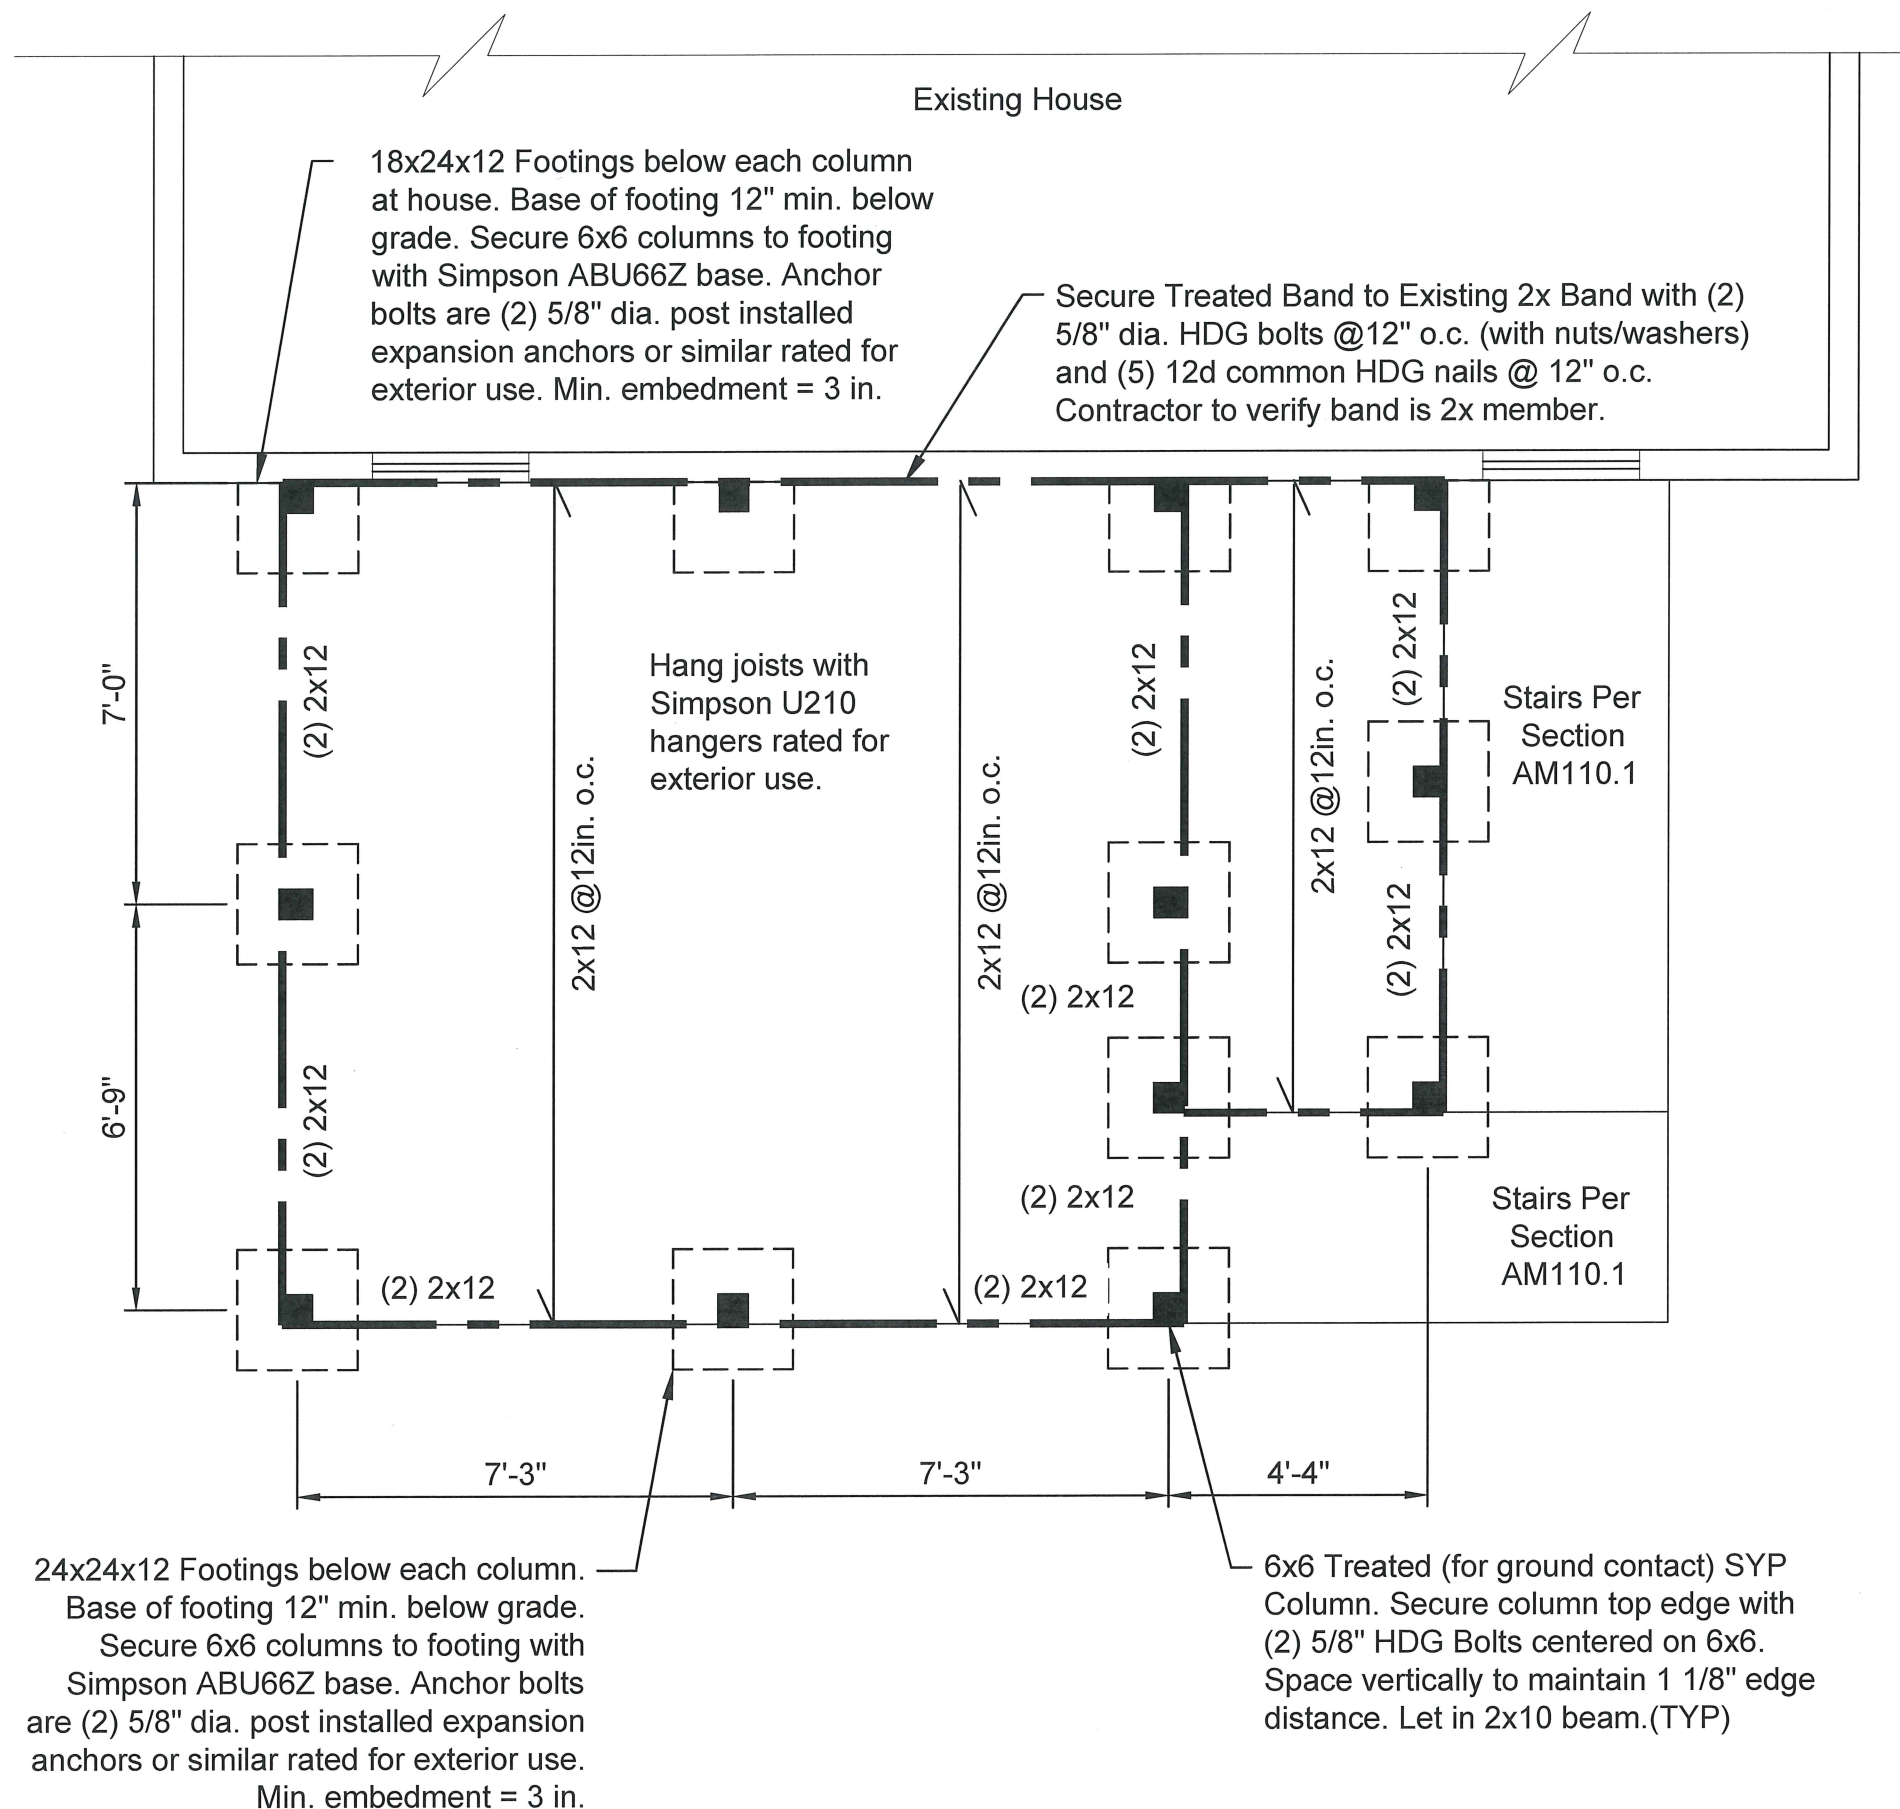 Existing House
18x24x12 Footings below each column
at house. Base of footing 12" min. below
grade. Secure 6x6 columns to footing
with Simpson ABU66Z base. Anchor
bolts are (2) 5/8" dia. post installed
expansion anchors or similar rated for
exterior use. Min. embedment = 3 in.
Secure Treated Band to Existing 2x Band with (2)
5/8" dia. HDG bolts @12" o.c. (with nuts/washers)
and (5) 12d common HDG nails @ 12" o.c.
Contractor to verify band is 2x member.
7'-0"
(2) 2x12
Hang joists with
Simpson U210
hangers rated for
exterior use.
2x12 @12in. o.c.
2x12 @12in. o.c.
(2) 2x12
2x12 @12in. o.c.
(2) 2x12
Stairs Per
Section
AM110.1
(2) 2x12
(2) 2x12
6'-9"
(2) 2x12
(2) 2x12
Stairs Per
Section
AM110.1
(2) 2x12
(2) 2x12
7'-3"
7'-3"
4'-4"
24x24x12 Footings below each column.
Base of footing 12" min. below grade.
Secure 6x6 columns to footing with
Simpson ABU66Z base. Anchor bolts
are (2) 5/8" dia. post installed expansion
anchors or similar rated for exterior use.
Min. embedment = 3 in.
6x6 Treated (for ground contact) SYP
Column. Secure column top edge with
(2) 5/8" HDG Bolts centered on 6x6.
Space vertically to maintain 1 1/8" edge
distance. Let in 2x10 beam.(TYP)